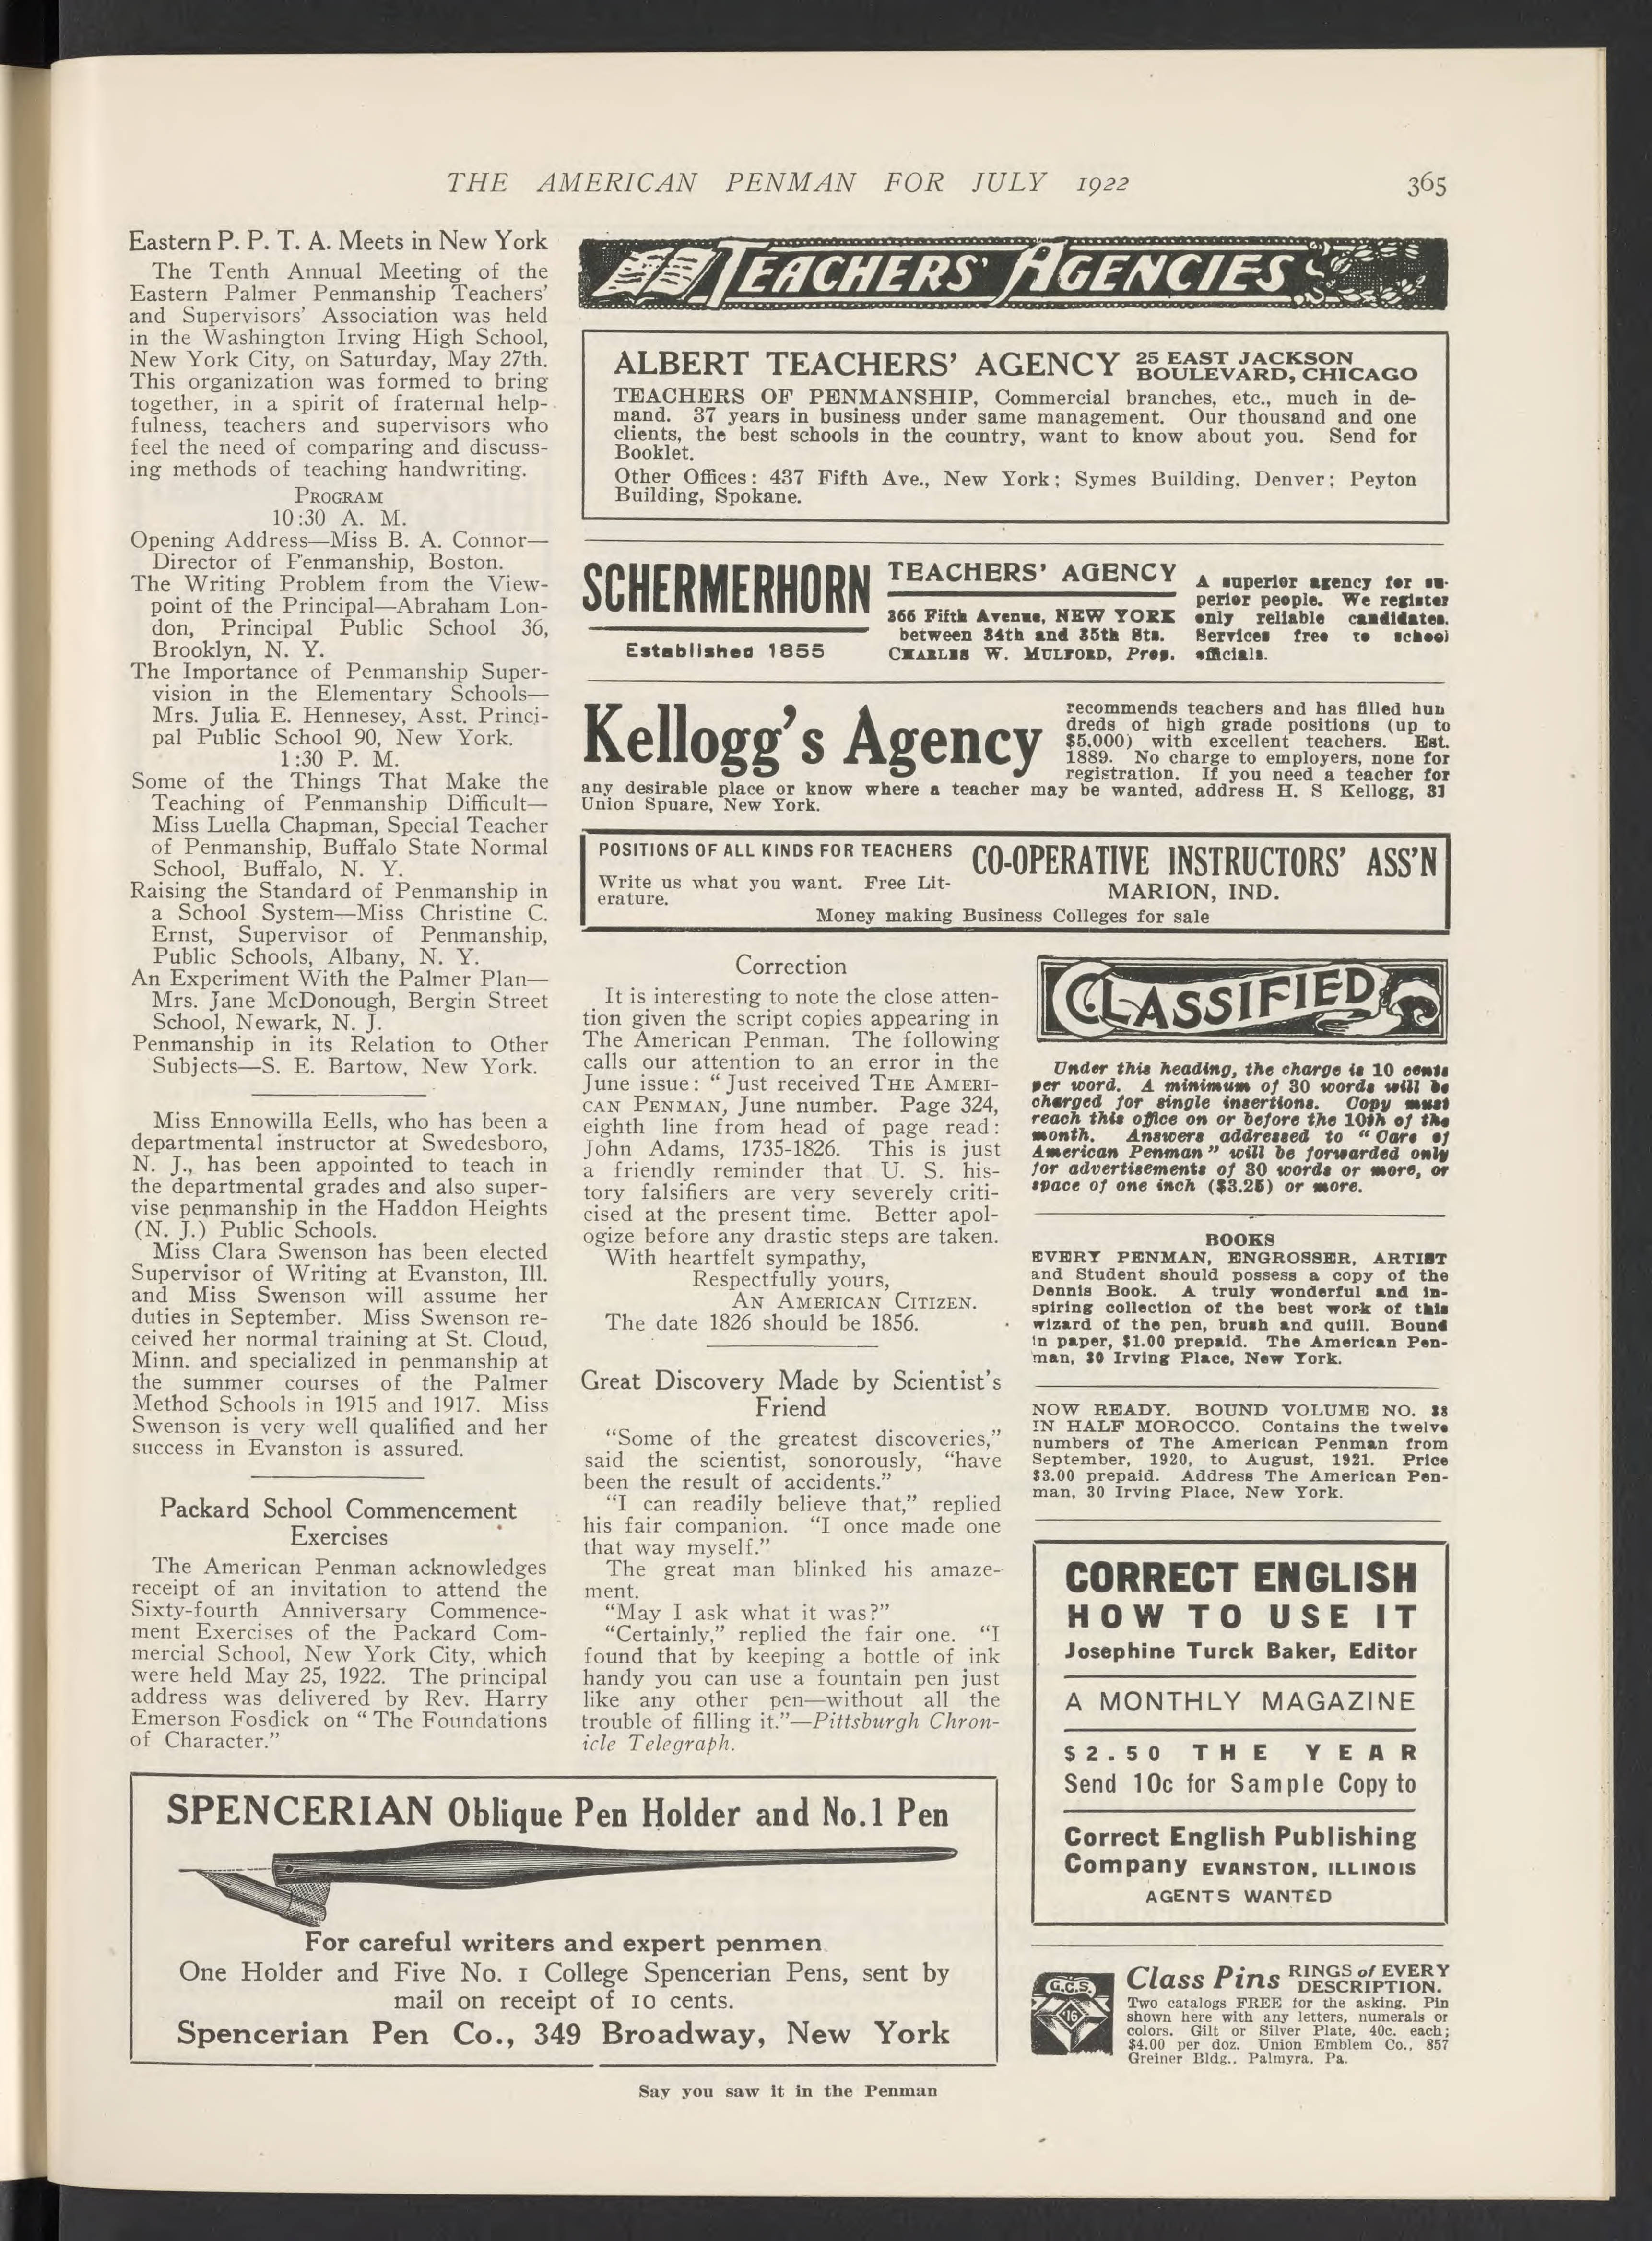 THE AMERICAN PENMAN FOR JULY 1922 365
Eastern P. P. T. A. Meets in New York
The Tenth Annual Meeting of the
Eastern Palmer Penmanship Teachers'
and Supervisors' Association was held
in the Washington Irving High School,
New York City, on Saturday, May 27th.
This organization was formed to bring
together, in a spirit of fraternal help-
fulness, teachers and supervisors who
feel the need of comparing and discuss-
ing methods of teaching handwriting.
PROGRAM
10:30 A. M.
Opening Address—Miss B. A. Connor—
Director of Penmanship, Boston.
The Writing Problem from the View-
point of the Principal—Abraham Lon-
don, Principal Public School 36,
Brooklyn, N. Y.
The Importance of Penmanship Super-
vision in the Elementary Schools—
Mrs. Julia E. Hennesey, Asst. Princi-
pal Public School 90, New York.
1:30 P. M.
Some of the Things That Make the
Teaching of Penmanship Difficult—
Miss Luella Chapman, Special Teacher
of Penmanship, Buffalo State Normal
School, Buffalo, N. Y.
Raising the Standard of Penmanship in
a School System—Miss Christine C.
Ernst, Supervisor of Penmanship,
Public Schools, Albany, N. Y.
An Experiment With the Palmer Plan—
Mrs. Jane McDonough, Bergin Street
School, Newark, N. J.
Penmanship in its Relation to Other
Subjects—S. E. Bartow, New York.
Miss Ennowilla Eells, who has been a
departmental instructor at Swedesboro,
N. J., has been appointed to teach in
the departmental grades and also super-
vise penmanship in the Haddon Heights
(N. J.) Public Schools.
Miss Clara Swenson has been elected
Supervisor of Writing at Evanston, Ill.
and Miss Swenson will assume her
duties in September. Miss Swenson re-
ceived her normal training at St. Cloud,
Minn. and specialized in penmanship at
the summer courses of the Palmer
Method Schools in 1915 and 1917. Miss
Swenson is very well qualified and her
success in Evanston is assured.
Packard School Commencement
Exercises
The American Penman acknowledges
receipt of an invitation to attend the
Sixty-fourth Anniversary Commence-
ment Exercises of the Packard Com-
mercial School, New York City, which
were held May 25, 1922. The principal
address was delivered by Rev. Harry
Emerson Fosdick on "The Foundations
of Character."
TEACHERS' AGENCIES
ALBERT TEACHERS' AGENCY 25 EAST JACKSON
BOULEVARD, CHICAGO
TEACHERS OF PENMANSHIP, Commercial branches, etc., much in de-
mand. 37 years in business under same management. Our thousand and one
clients, the best schools in the country, want to know about you. Send for
Booklet.
Other Offices: 437 Fifth Ave., New York; Symes Building, Denver; Peyton
Building, Spokane.
SCHERMERHORN
Established 1855
TEACHERS' AGENCY
366 Fifth Avenue, NEW YORK
between 34th and 35th Sts.
CHARLES W. MULFORD, Prop.
A superior agency for su-
perior people. We register
only reliable candidates.
Services free to school
officials.
Kellogg's Agency
recommends teachers and has filled hun
dreds of high grade positions (up to
$5,000) with excellent teachers. Est.
1889. No charge to employers, none for
registration. If you need a teacher for
any desirable place or know where a teacher may be wanted, address H. S Kellogg, 31
Union Spuare, New York.
POSITIONS OF ALL KINDS FOR TEACHERS
Write us what you want. Free Lit-
erature.
CO-OPERATIVE INSTRUCTORS' ASS'N
MARION, IND.
Money making Business Colleges for sale
Correction
It is interesting to note the close atten-
tion given the script copies appearing in
The American Penman. The following
calls our attention to an error in the
June issue: "Just received THE AMERI-
CAN PENMAN, June number. Page 324,
eighth line from head of page read:
John Adams, 1735-1826. This is just
a friendly reminder that U. S. his-
tory falsifiers are very severely criti-
cised at the present time. Better apol-
ogize before any drastic steps are taken.
With heartfelt sympathy,
Respectfully yours,
AN AMERICAN CITIZEN.
The date 1826 should be 1856.
Great Discovery Made by Scientist's
Friend
"Some of the greatest discoveries,"
said the scientist, sonorously, "have
been the result of accidents."
"I can readily believe that," replied
his fair companion. "I once made one
that way myself."
The great man blinked his amaze-
ment.
"May I ask what it was?"
"Certainly," replied the fair one. "I
found that by keeping a bottle of ink
handy you can use a fountain pen just
like any other pen—without all the
trouble of filling it."—Pittsburgh Chron-
icle Telegraph.
CLASSIFIED
Under this heading, the charge is 10 cents
per word. A minimum of 30 words will be
charged for single insertions. Copy must
reach this office on or before the 10th of the
month. Answers addressed to "Care of
American Penman" will be forwarded only
for advertisements of 30 words or more, or
space of one inch ($3.25) or more.
BOOKS
EVERY PENMAN, ENGROSSER, ARTIST
and Student should possess a copy of the
Dennis Book. A truly wonderful and in-
spiring collection of the best work of this
wizard of the pen, brush and quill. Bound
in paper, $1.00 prepaid. The American Pen-
man, 30 Irving Place, New York.
NOW READY. BOUND VOLUME NO. 38
IN HALF MOROCCO. Contains the twelve
numbers of The American Penman from
September, 1920, to August, 1921. Price
$3.00 prepaid. Address The American Pen-
man, 30 Irving Place, New York.
CORRECT ENGLISH
HOW TO USE IT
Josephine Turck Baker, Editor
A MONTHLY MAGAZINE
$2.50 THE YEAR
Send 10c for Sample Copy to
Correct English Publishing
Company EVANSTON, ILLINOIS
AGENTS WANTED
SPENCERIAN Oblique Pen Holder and No. 1 Pen
For careful writers and expert penmen
One Holder and Five No. 1 College Spencerian Pens, sent by
mail on receipt of 10 cents.
Spencerian Pen Co., 349 Broadway, New York
G.C.S.
'16
Class Pins RINGS of EVERY
DESCRIPTION.
Two catalogs FREE for the asking. Pin
shown here with any letters, numerals or
colors. Gilt or Silver Plate, 40c. each;
$4.00 per doz. Union Emblem Co., 857
Greiner Bldg., Palmyra, Pa.
Say you saw it in the Penman